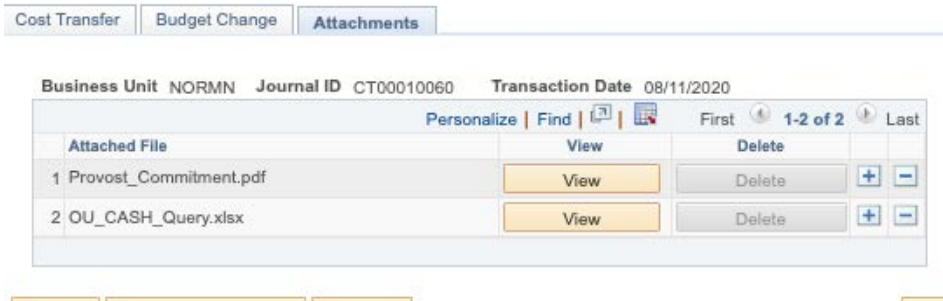 Cost Transfer Budget Change Attachments
Business Unit NORMN Journal ID CT00010060 Transaction Date 08/11/2020
Personalize | Find | | First 1-2 of 2 Last
Attached File View Delete
1 Provost_Commitment.pdf View Delete
2 OU_CASH_Query.xlsx View Delete